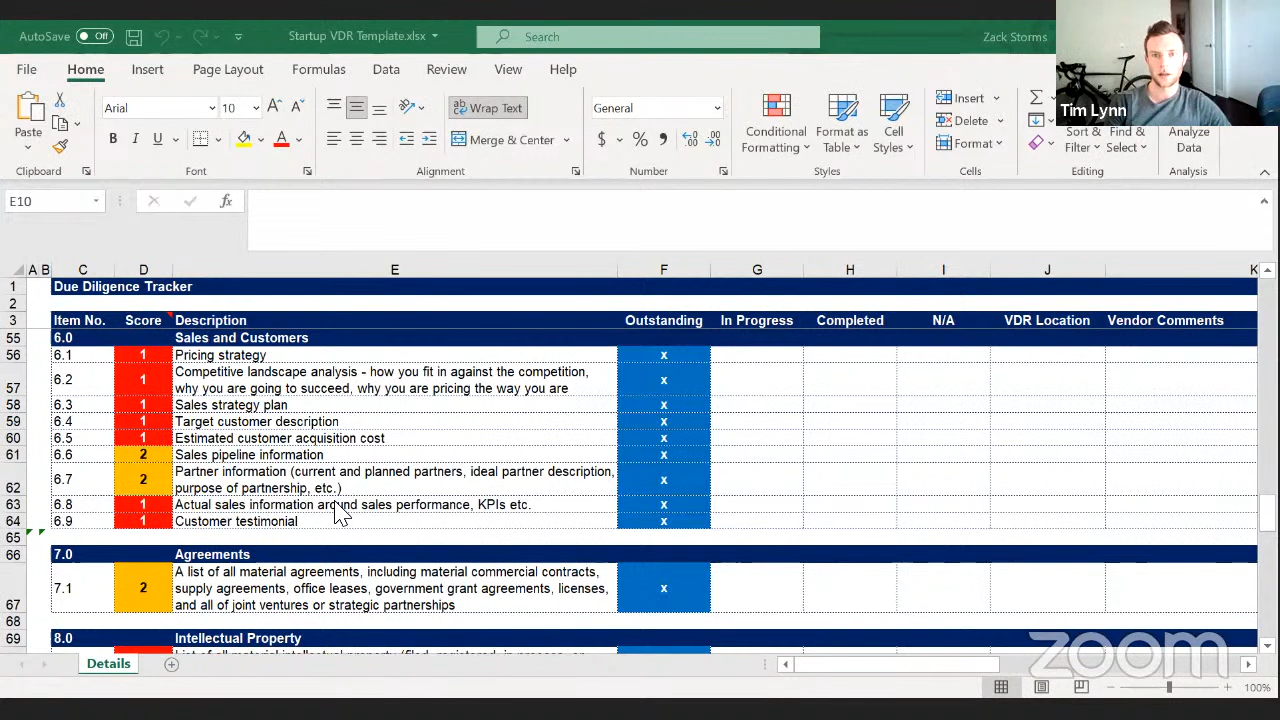 AutoSave Off Startup VDR Template.xlsx Search Zack Storms
Tim Lynn
File Home Insert Page Layout Formulas Data Review View Help
Paste Arial 10 A A Wrap Text General Conditional Formatting Format as Table Cell Styles Insert Delete Format Sort & Filter Find & Select Analyze Data
B I U A Merge & Center $ % 9
Clipboard Font Alignment Number Styles Cells Editing Analysis
E10 fx
A B C D E F G H I J K
1 Due Diligence Tracker
2
3 Item No. Score Description Outstanding In Progress Completed N/A VDR Location Vendor Comments
55 6.0 Sales and Customers
56 6.1 1 Pricing strategy x
57 6.2 1 Competitive landscape analysis - how you fit in against the competition, x
why you are going to succeed, why you are pricing the way you are
58 6.3 1 Sales strategy plan x
59 6.4 1 Target customer description x
60 6.5 1 Estimated customer acquisition cost x
61 6.6 2 Sales pipeline information x
62 6.7 2 Partner information (current and planned partners, ideal partner description, x
purpose of partnership, etc.)
63 6.8 1 Actual sales information around sales performance, KPIs etc. x
64 6.9 1 Customer testimonial x
65
66 7.0 Agreements
67 7.1 2 A list of all material agreements, including material commercial contracts, x
supply agreements, office leases, government grant agreements, licenses,
and all of joint ventures or strategic partnerships
68
69 8.0 Intellectual Property
Details
zoom
100%